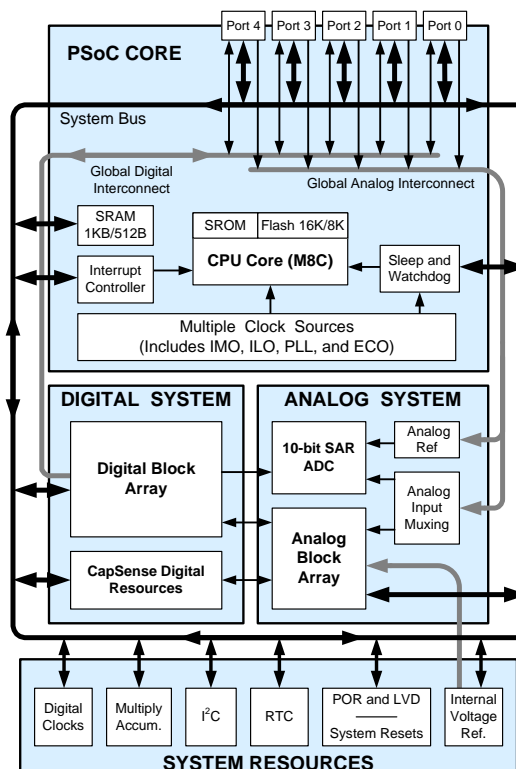 Port 4 Port 3 Port 2 Port 1 Port 0
PSoC CORE
System Bus
Global Digital
Interconnect
Global Analog Interconnect
SRAM
1KB/512B
SROM Flash 16K/8K
CPU Core (M8C)
Interrupt
Controller
Sleep and
Watchdog
Multiple Clock Sources
(Includes IMO, ILO, PLL, and ECO)
DIGITAL SYSTEM
Digital Block
Array
CapSense Digital
Resources
ANALOG SYSTEM
10-bit SAR
ADC
Analog
Ref
Analog
Input
Muxing
Analog
Block
Array
Digital
Clocks
Multiply
Accum.
I²C
RTC
POR and LVD
System Resets
Internal
Voltage
Ref.
SYSTEM RESOURCES